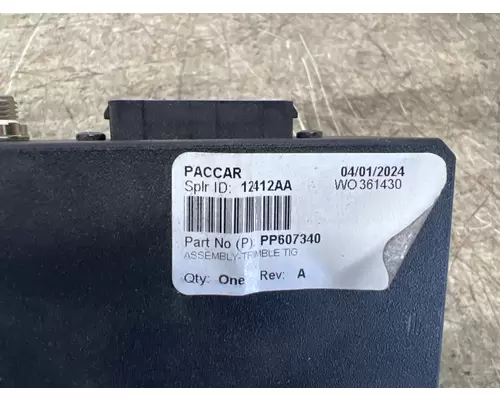 PACCAR 04/01/2024
Splr ID: 12412AA WO 361430
Part No (P) PP607340
ASSEMBLY-TRIMBLE TIG
Qty: One Rev: A